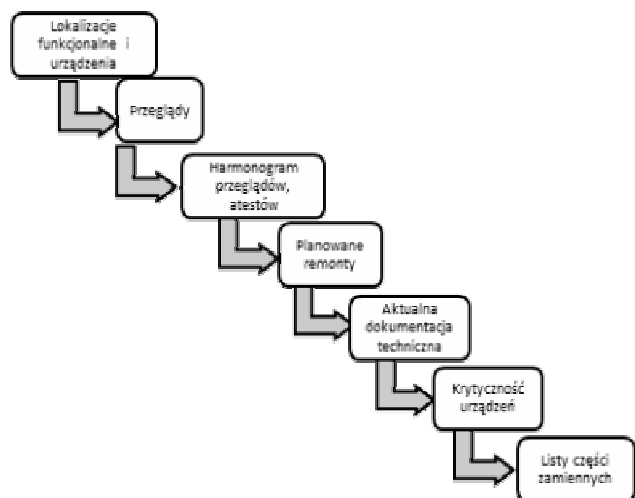 Lokalizacje
funkcjonalne i
urządzenia
Przeglądy
Harmonogram
przeglądów,
atestów
Planowane
remonty
Aktualna
dokumentacja
techniczna
Krytyczność
urządzeń
Listy części
zamiennych